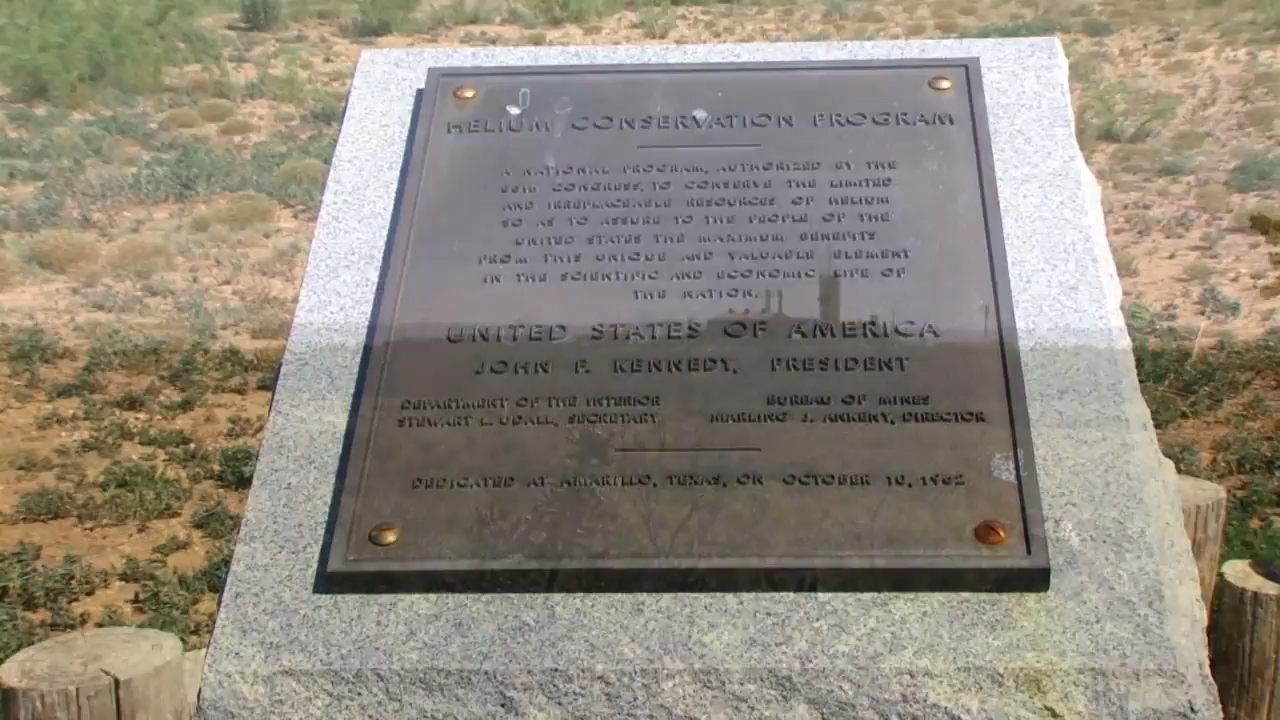 HELIUM CONSERVATION PROGRAM
A NATIONAL PROGRAM, AUTHORIZED BY THE
86TH CONGRESS, TO CONSERVE THE LIMITED
AND IRREPLACEABLE RESOURCES OF HELIUM
SO AS TO ASSURE TO THE PEOPLE OF THE
UNITED STATES THE MAXIMUM BENEFITS
FROM THIS UNIQUE AND VALUABLE ELEMENT
IN THE SCIENTIFIC AND ECONOMIC LIFE OF
THE NATION.
UNITED STATES OF AMERICA
JOHN F. KENNEDY, PRESIDENT
DEPARTMENT OF THE INTERIOR
STEWART L. UDALL, SECRETARY
BUREAU OF MINES
MARLING J. ANKENY, DIRECTOR
DEDICATED AT AMARILLO, TEXAS, ON OCTOBER 10, 1962